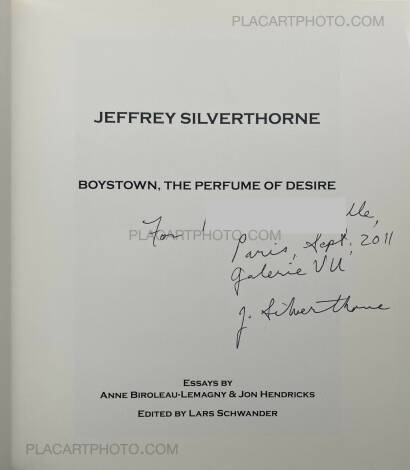 PLACARTPHOTO.COM
JEFFREY SILVERTHORNE
BOYSTOWN, THE PERFUME OF DESIRE
For
PLACARTPHOTO.COM
Paris, Sept, 2011
Galerie VU
J. Silverthorne
ESSAYS BY
ANNE BIROLEAU-LEMAGNY & JON HENDRICKS
EDITED BY LARS SCHWANDER
PLACARTPHOTO.COM